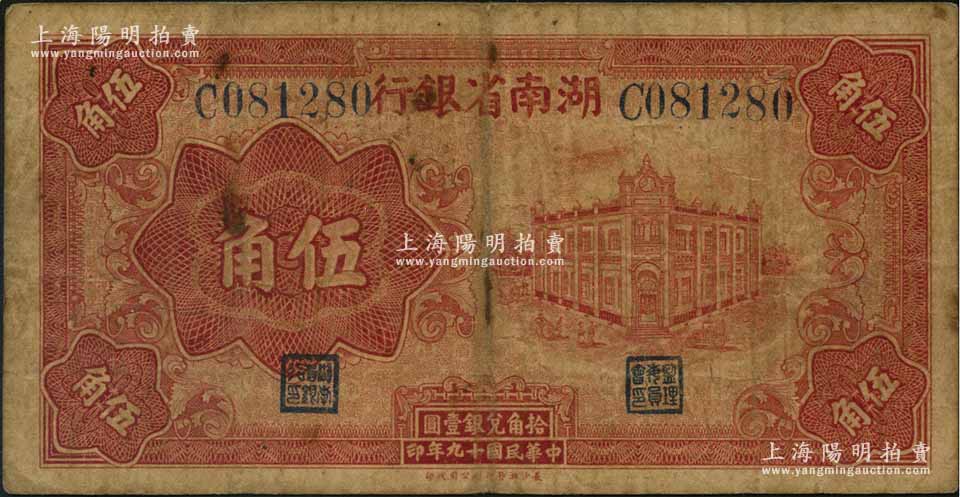 上海陽明拍賣
www.yangmingauction.com
伍角
伍角
湖南省銀行
C081280
C081280
伍角
上海陽明拍賣
www.yangmingauction.com
伍角
伍角
拾角兌銀壹圓
中華民國十九年印
上海陽明拍賣
www.yangmingauction.com